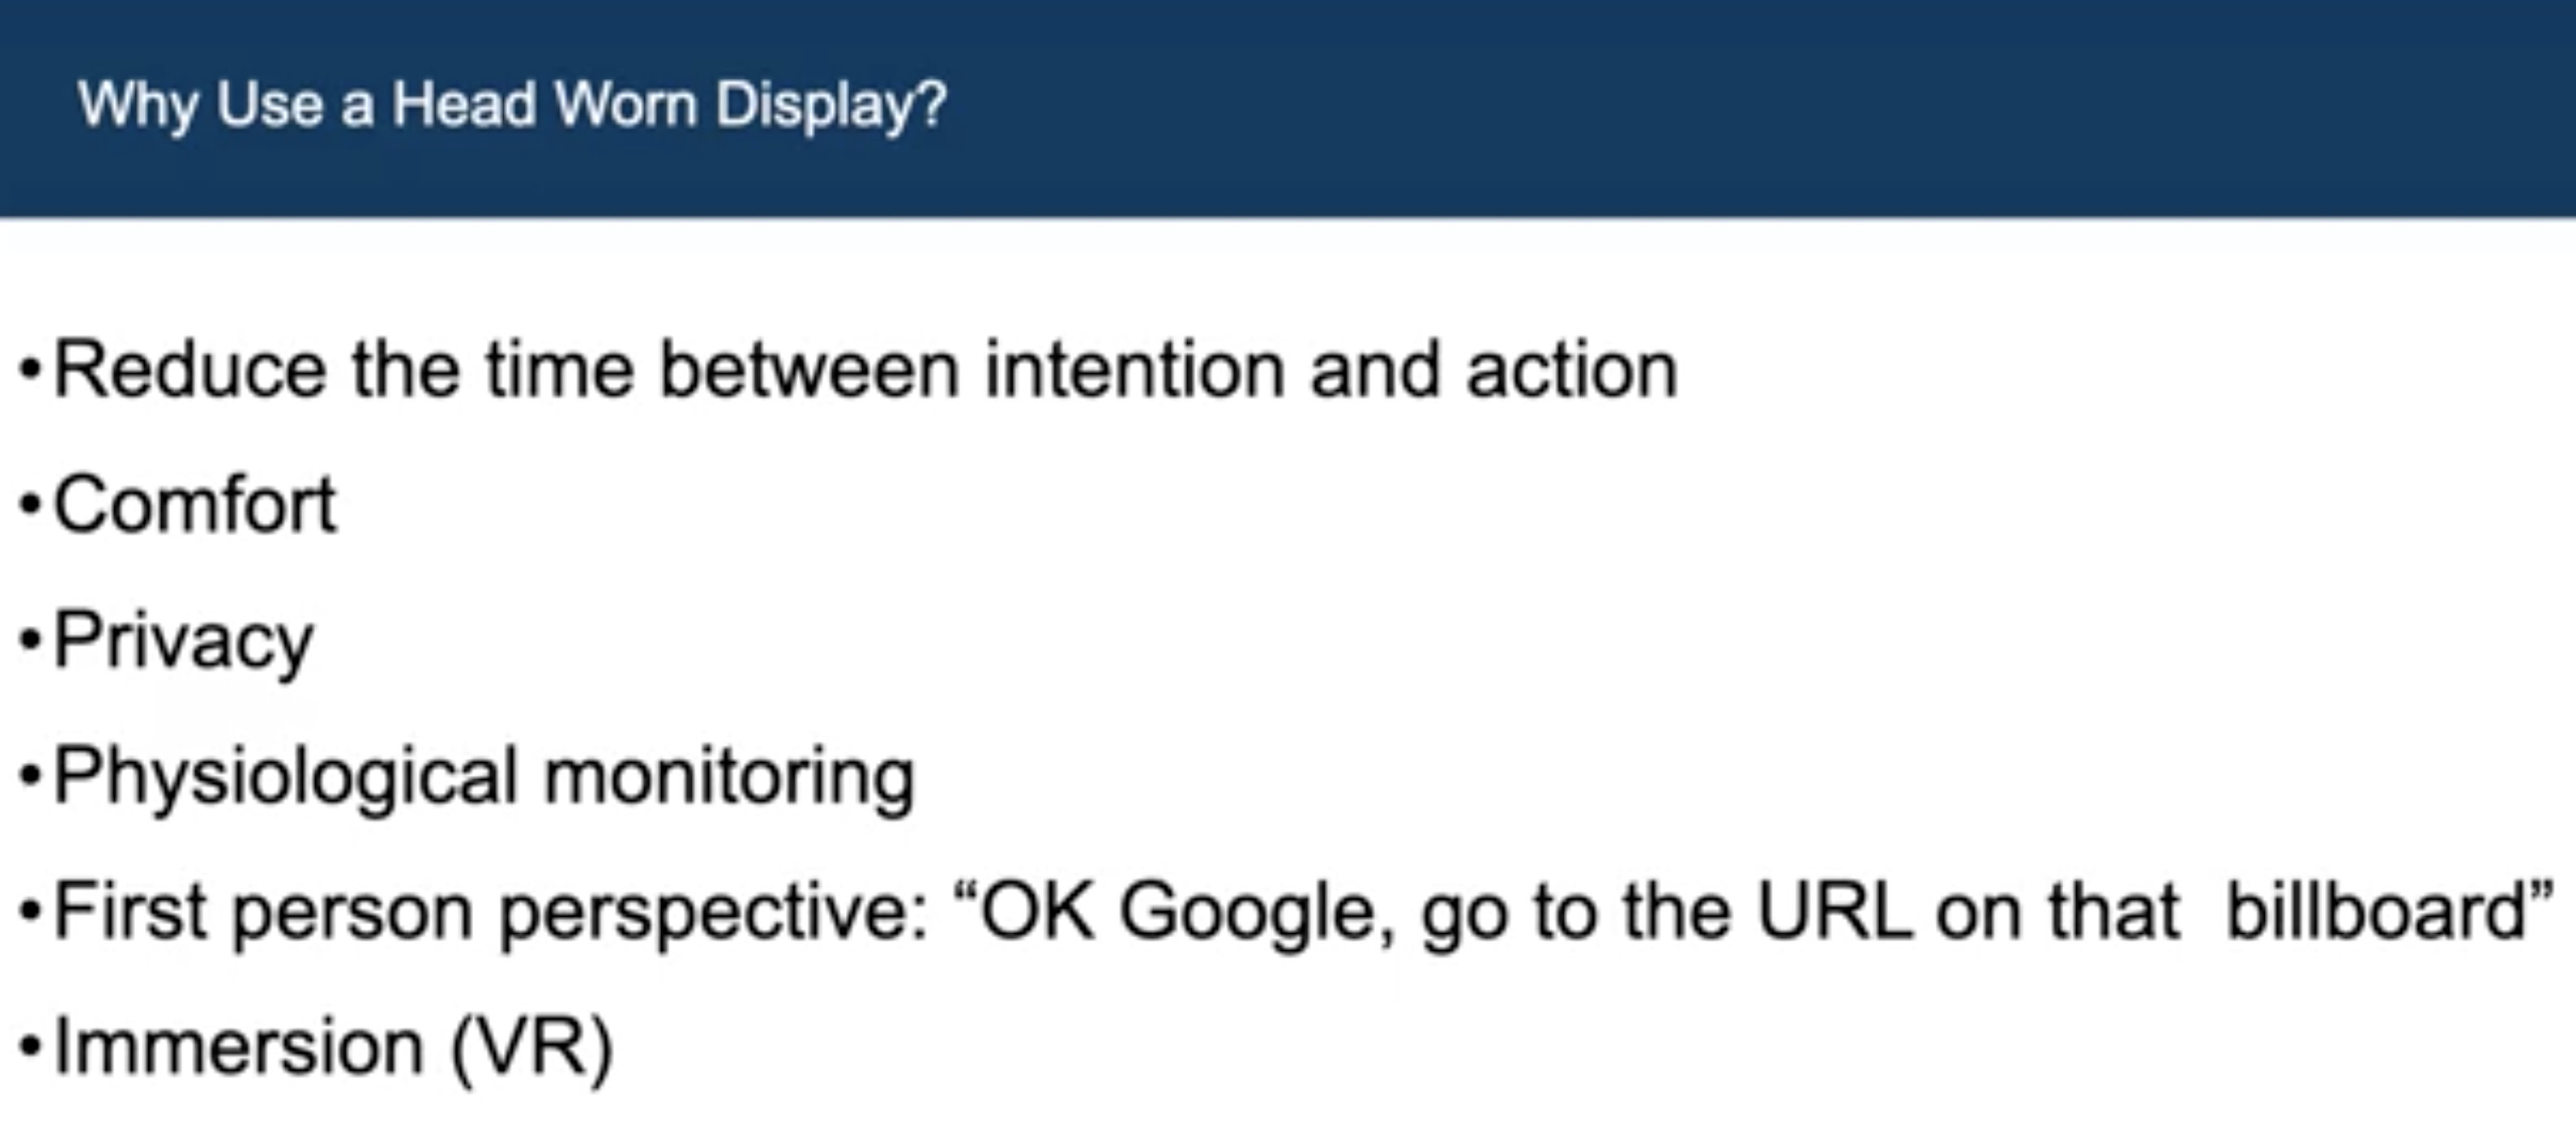 Why Use a Head Worn Display?
•Reduce the time between intention and action
•Comfort
•Privacy
•Physiological monitoring
•First person perspective: “OK Google, go to the URL on that  billboard”
•Immersion (VR)